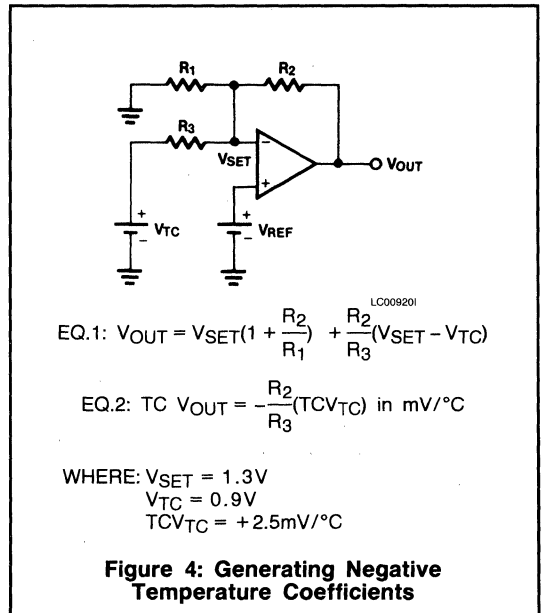 R1
R2
R3
VSET
−
+
VOUT
+
−
VTC
+
−
VREF
LC00920I
EQ.1: VOUT = VSET(1 + R2/R1) + R2/R3(VSET − VTC)
EQ.2: TC VOUT = −R2/R3(TCVTC) in mV/°C
WHERE: VSET = 1.3V
VTC = 0.9V
TCVTC = +2.5mV/°C
Figure 4: Generating Negative
Temperature Coefficients